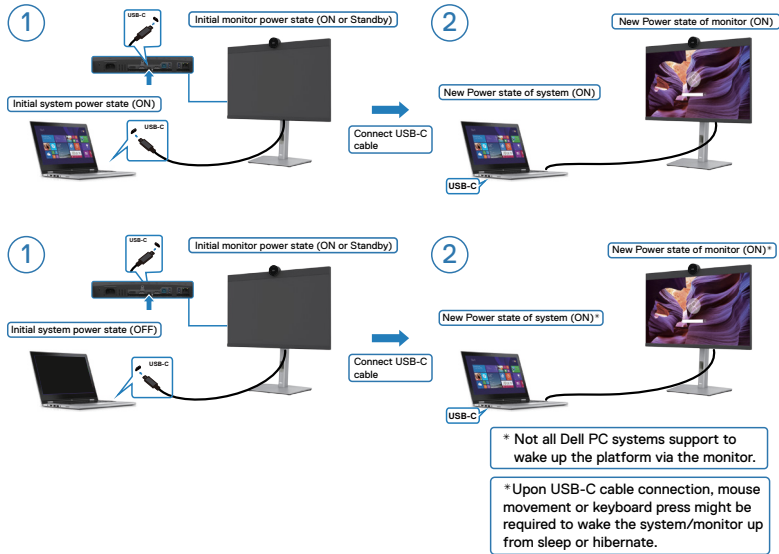 1
USB-C
Initial monitor power state (ON or Standby)
Initial system power state (ON)
USB-C
Connect USB-C
cable
2
New Power state of monitor (ON)
New Power state of system (ON)
USB-C
1
USB-C
Initial monitor power state (ON or Standby)
Initial system power state (OFF)
USB-C
Connect USB-C
cable
2
New Power state of monitor (ON)*
New Power state of system (ON)*
USB-C
* Not all Dell PC systems support to
wake up the platform via the monitor.
*Upon USB-C cable connection, mouse
movement or keyboard press might be
required to wake the system/monitor up
from sleep or hibernate.